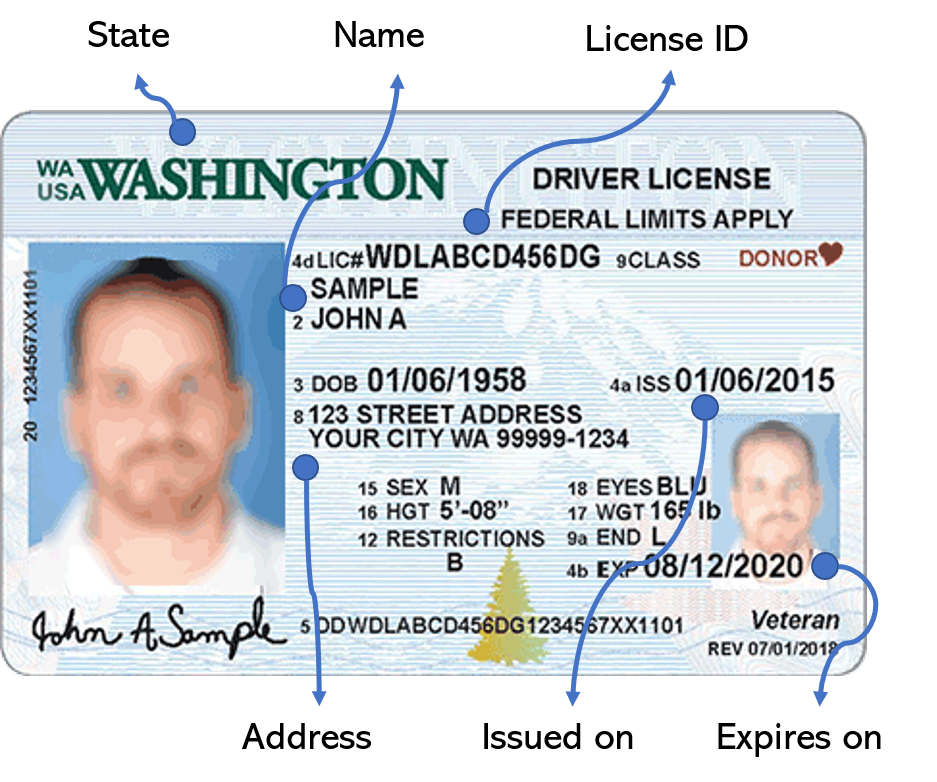 State Name License ID
WA
USA WASHINGTON
DRIVER LICENSE
FEDERAL LIMITS APPLY
4d LIC# WDLABCD456DG 9 CLASS DONOR
SAMPLE
2 JOHN A
20 1234567XX1101
3 DOB 01/06/1958 4a ISS 01/06/2015
8 123 STREET ADDRESS
YOUR CITY WA 99999-1234
15 SEX M 18 EYES BLU
16 HGT 5'-08" 17 WGT 165 lb
12 RESTRICTIONS 9a END L
B 4b EXP 08/12/2020
John A Sample
5 DDWDLABCD456DG1234567XX1101 Veteran
REV 07/01/2018
Address Issued on Expires on